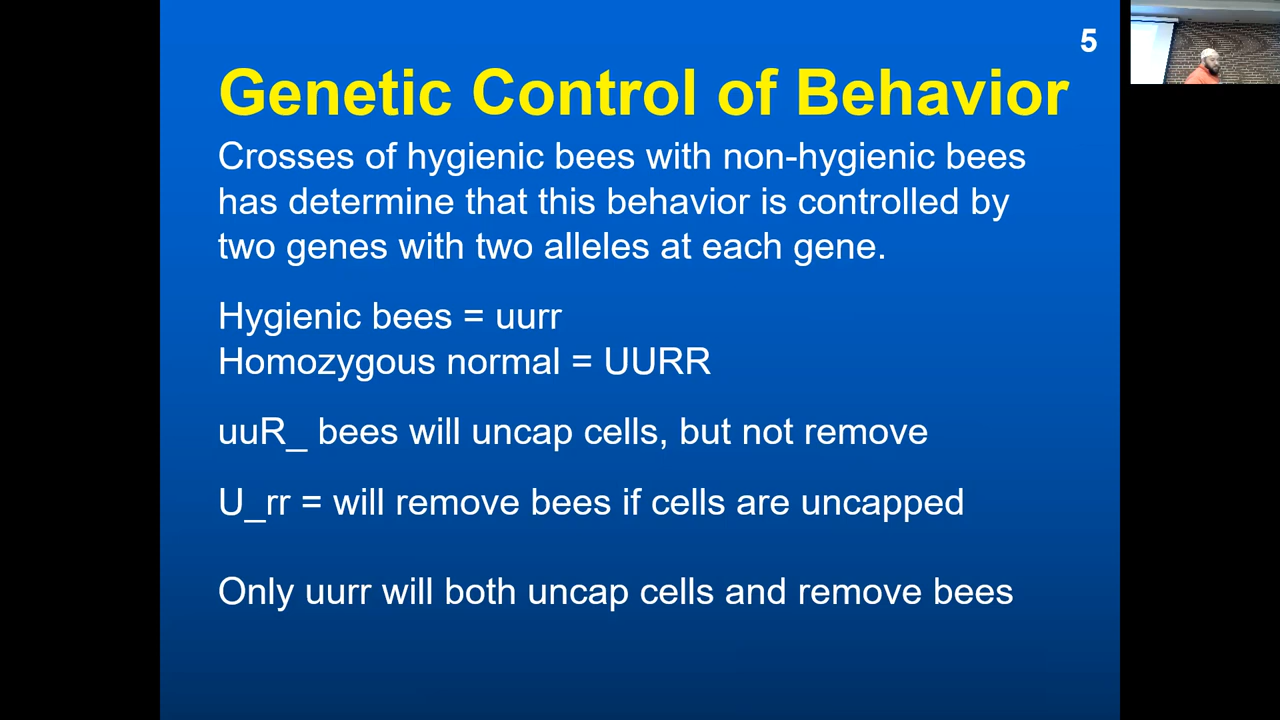 5
Genetic Control of Behavior
Crosses of hygienic bees with non-hygienic bees
has determine that this behavior is controlled by
two genes with two alleles at each gene.
Hygienic bees = uurr
Homozygous normal = UURR
uuR_ bees will uncap cells, but not remove
U_rr = will remove bees if cells are uncapped
Only uurr will both uncap cells and remove bees